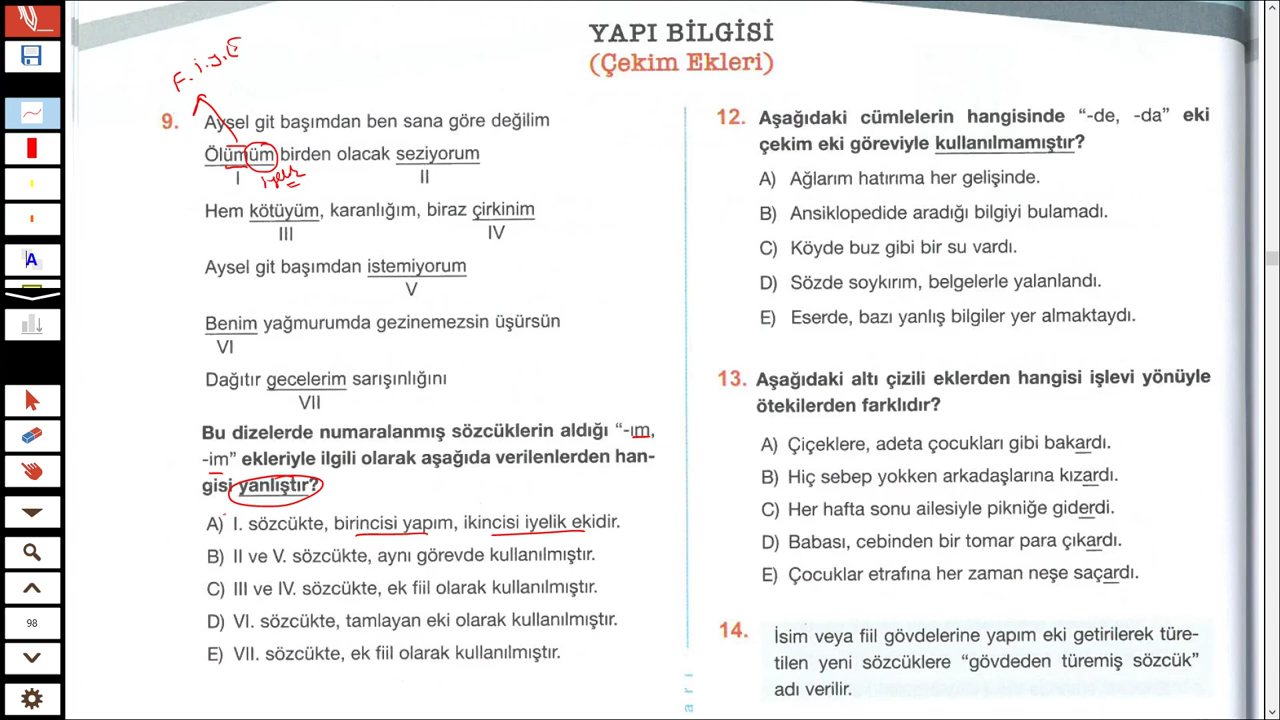 YAPI BİLGİSİ
(Çekim Ekleri)
F. i. y. E
9.
Aysel git başımdan ben sana göre değilim
Ölümüm birden olacak seziyorum
I
iyelik
II
Hem kötüyüm, karanlığım, biraz çirkinim
III
IV
Aysel git başımdan istemiyorum
V
Benim yağmurumda gezinemezsin üşürsün
VI
Dağıtır gecelerim sarışınlığını
VII
Bu dizelerde numaralanmış sözcüklerin aldığı “-ım,
-im” ekleriyle ilgili olarak aşağıda verilenlerden han-
gisi yanlıştır?
A) I. sözcükte, birincisi yapım, ikincisi iyelik ekidir.
B) II ve V. sözcükte, aynı görevde kullanılmıştır.
C) III ve IV. sözcükte, ek fiil olarak kullanılmıştır.
D) VI. sözcükte, tamlayan eki olarak kullanılmıştır.
E) VII. sözcükte, ek fiil olarak kullanılmıştır.
12. Aşağıdaki cümlelerin hangisinde “-de, -da” eki
çekim eki göreviyle kullanılmamıştır?
A) Ağlarım hatırıma her gelişinde.
B) Ansiklopedide aradığı bilgiyi bulamadı.
C) Köyde buz gibi bir su vardı.
D) Sözde soykırım, belgelerle yalanlandı.
E) Eserde, bazı yanlış bilgiler yer almaktaydı.
13. Aşağıdaki altı çizili eklerden hangisi işlevi yönüyle
ötekilerden farklıdır?
A) Çiçeklere, adeta çocukları gibi bakardı.
B) Hiç sebep yokken arkadaşlarına kızardı.
C) Her hafta sonu ailesiyle pikniğe giderdi.
D) Babası, cebinden bir tomar para çıkardı.
E) Çocuklar etrafına her zaman neşe saçardı.
14. İsim veya fiil gövdelerine yapım eki getirilerek türe-
tilen yeni sözcüklere “gövdeden türemiş sözcük”
adı verilir.
A
98